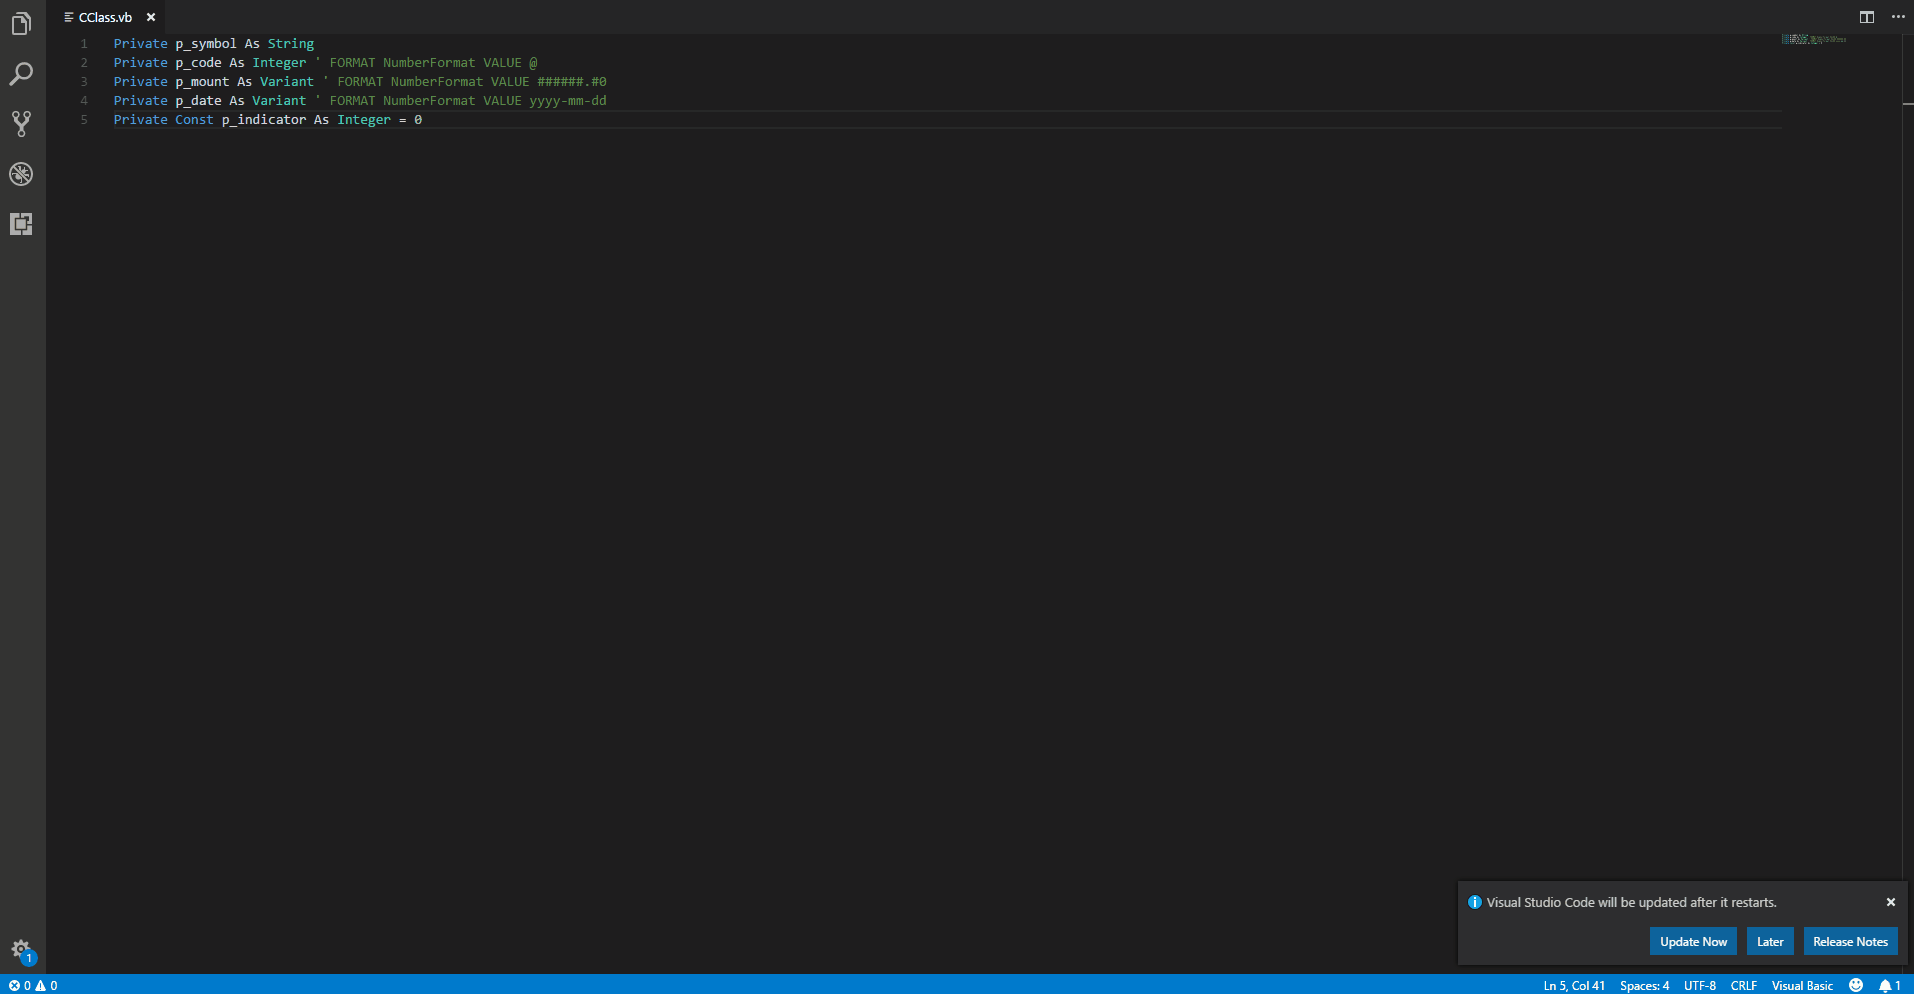 CClass.vb
1 Private p_symbol As String
2 Private p_code As Integer ' FORMAT NumberFormat VALUE @
3 Private p_mount As Variant ' FORMAT NumberFormat VALUE ######.#0
4 Private p_date As Variant ' FORMAT NumberFormat VALUE yyyy-mm-dd
5 Private Const p_indicator As Integer = 0
Visual Studio Code will be updated after it restarts.
Update Now Later Release Notes
1
0 0 Ln 5, Col 41 Spaces: 4 UTF-8 CRLF Visual Basic 1